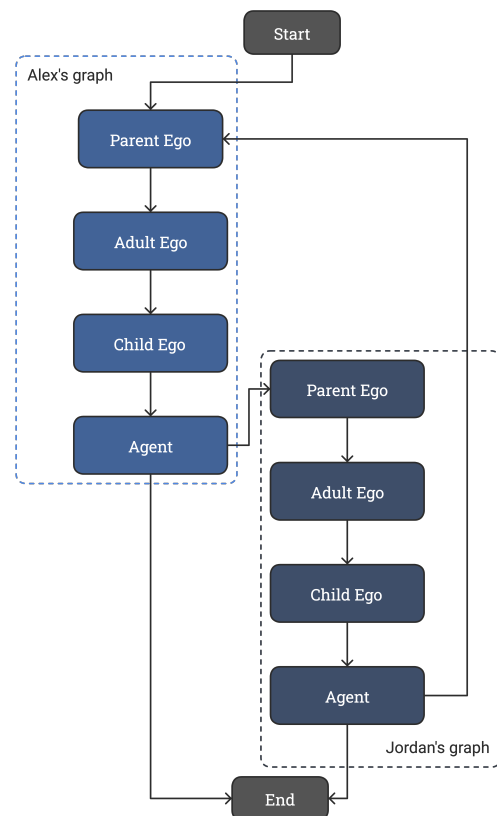 Start
Alex's graph
Parent Ego
Adult Ego
Child Ego
Agent
Parent Ego
Adult Ego
Child Ego
Agent
Jordan's graph
End